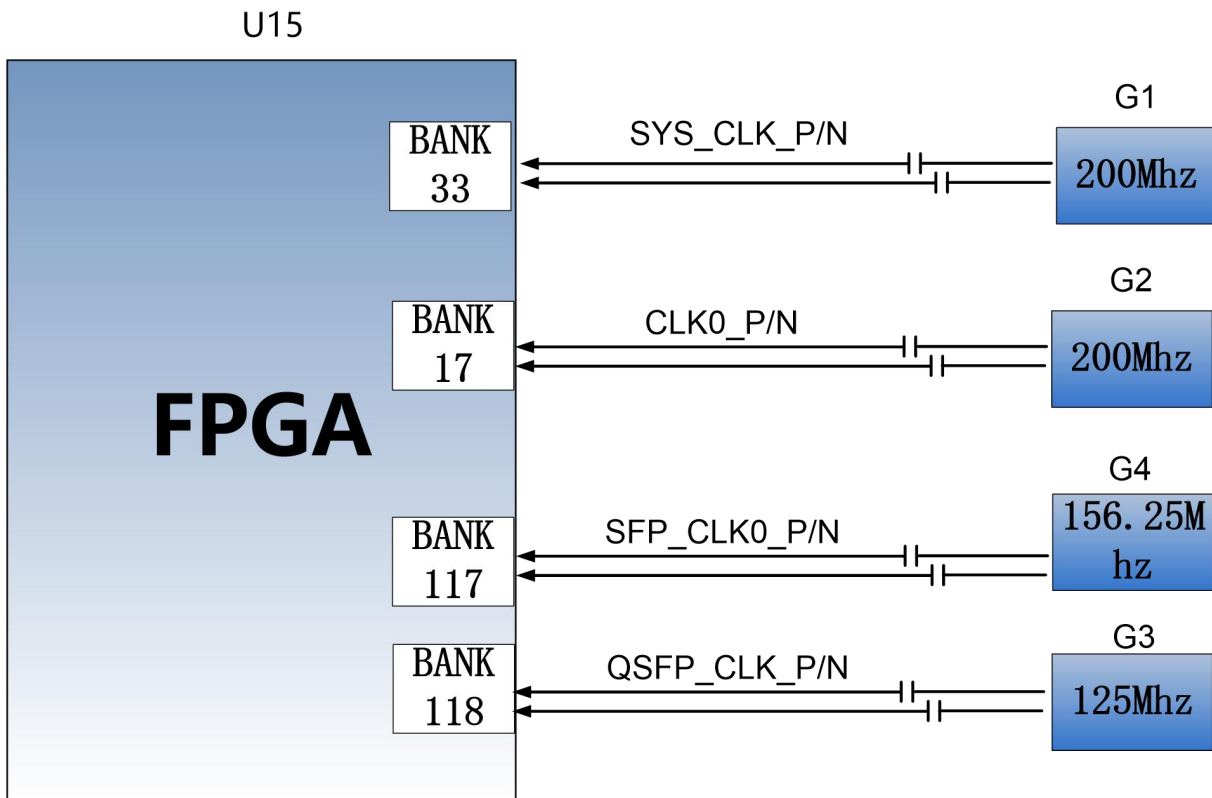 U15
FPGA
BANK
33
SYS_CLK_P/N
G1
200Mhz
BANK
17
CLK0_P/N
G2
200Mhz
BANK
117
SFP_CLK0_P/N
G4
156.25M
hz
BANK
118
QSFP_CLK_P/N
G3
125Mhz